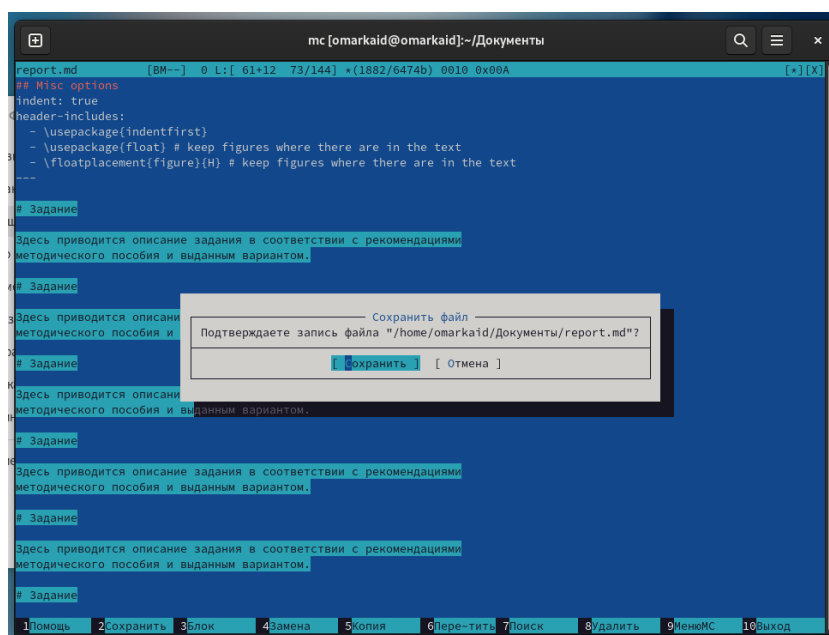 mc [omarkaid@omarkaid]:~/Документы
report.md [BM--] 0 L:[ 61+12 73/144] *(1882/6474b) 0010 0x00A [*][X]
## Misc options
indent: true
header-includes:
- \usepackage{indentfirst}
- \usepackage{float} # keep figures where there are in the text
- \floatplacement{figure}{H} # keep figures where there are in the text
---
# Задание
Здесь приводится описание задания в соответствии с рекомендациями
методического пособия и выданным вариантом.
# Задание
Здесь приводится описани
методического пособия и
# Задание
Здесь приводится описани
методического пособия и выданным вариантом.
Сохранить файл
Подтверждаете запись файла "/home/omarkaid/Документы/report.md"?
[ Сохранить ] [ Отмена ]
# Задание
Здесь приводится описание задания в соответствии с рекомендациями
методического пособия и выданным вариантом.
# Задание
Здесь приводится описание задания в соответствии с рекомендациями
методического пособия и выданным вариантом.
# Задание
1Помощь 2Сохранить 3Блок 4Замена 5Копия 6Пере~тить 7Поиск 8Удалить 9МенюМС 10Выход